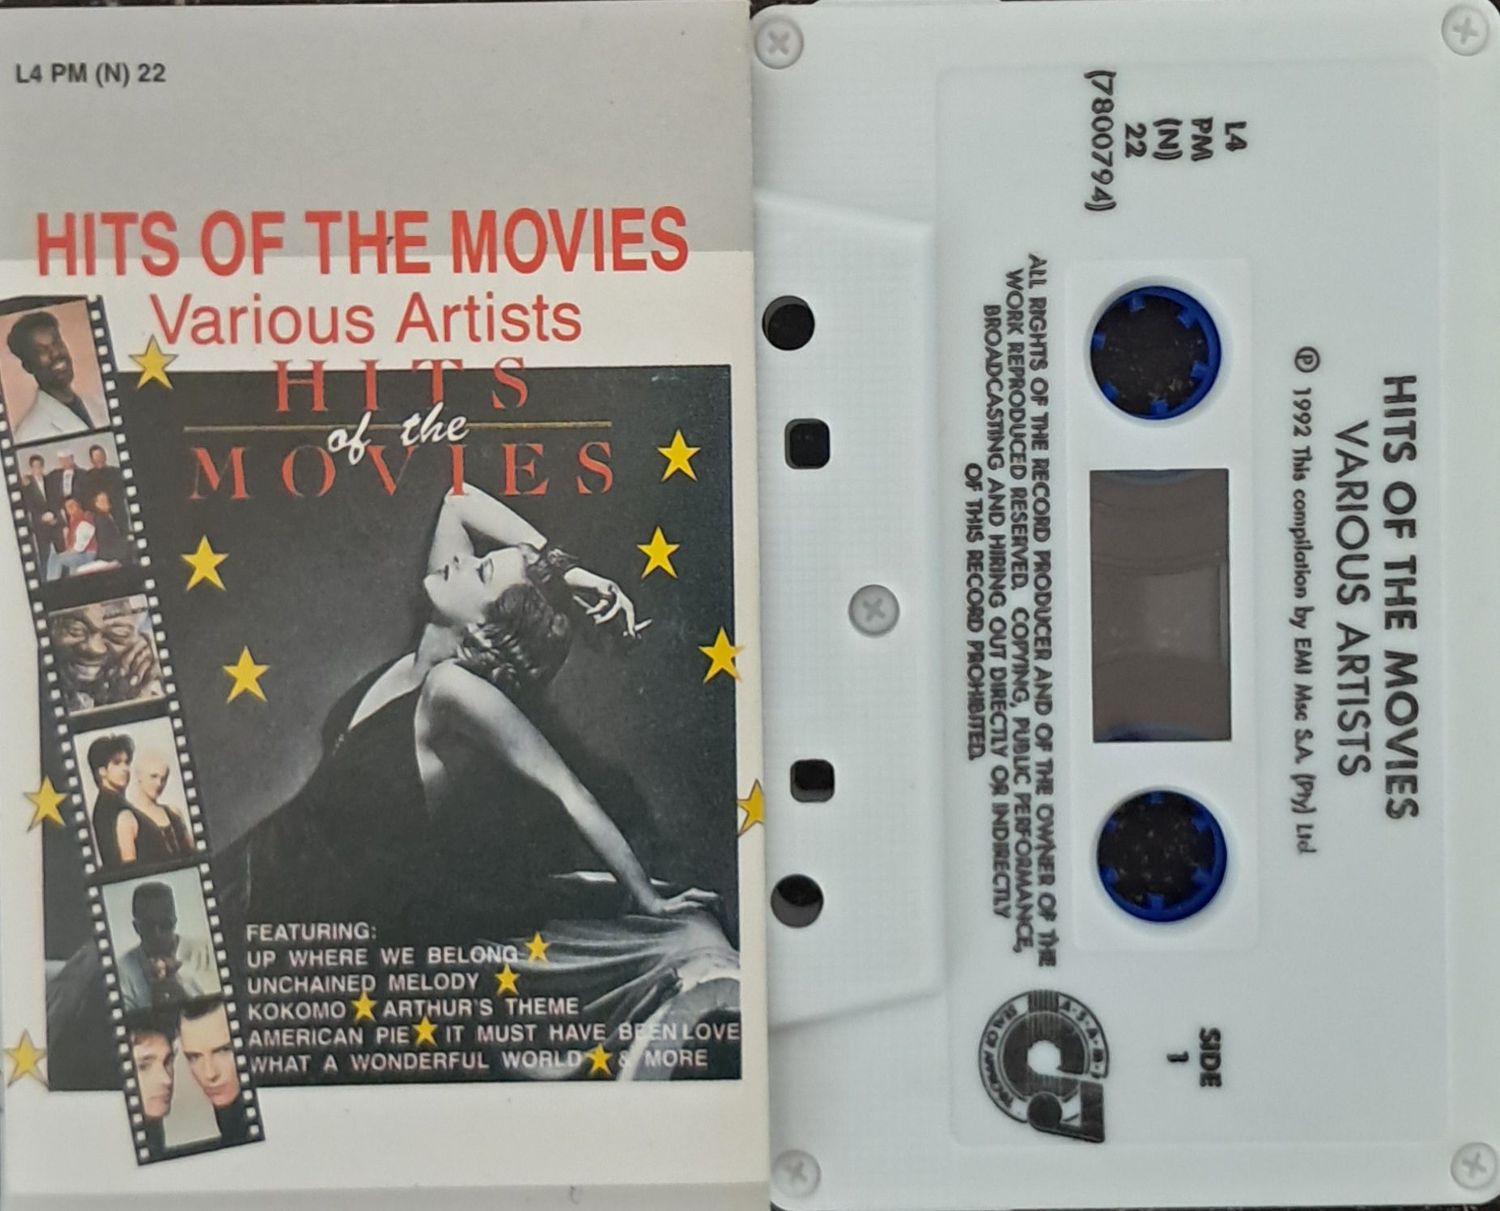 L4 PM (N) 22
HITS OF THE MOVIES
Various Artists
HITS
of the
MOVIES
FEATURING:
UP WHERE WE BELONG
UNCHAINED MELODY
KOKOMO ARTHUR'S THEME
AMERICAN PIE IT MUST HAVE BEEN LOVE
WHAT A WONDERFUL WORLD & MORE
HITS OF THE MOVIES
VARIOUS ARTISTS
℗ 1992 This compilation by EMI Msc S.A. (Pty) Ltd.
L4
PM
(N)
22
(7800794)
SIDE
1
ALL RIGHTS OF THE RECORD PRODUCER AND OF THE OWNER OF THE
WORK REPRODUCED RESERVED. COPYING, PUBLIC PERFORMANCE,
BROADCASTING AND HIRING OUT DIRECTLY OR INDIRECTLY
OF THIS RECORD PROHIBITED.